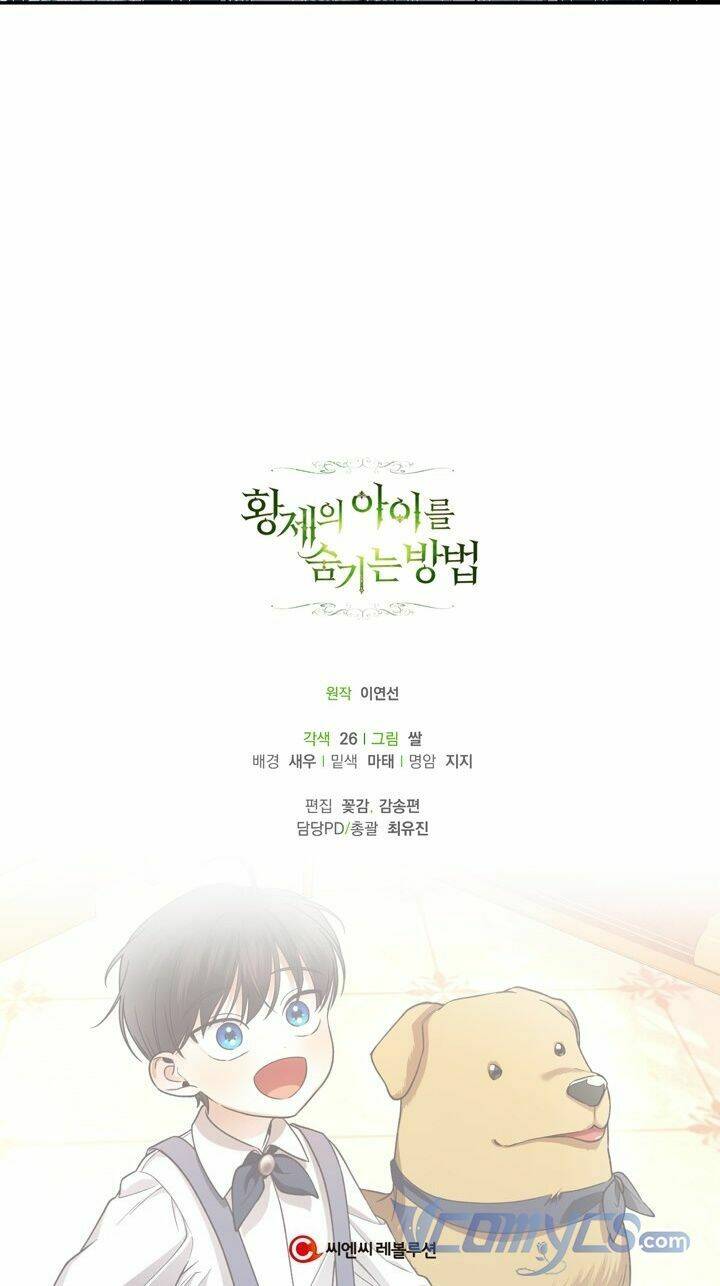 황제의 아이를
숨기는 방법
원작 이연선
각색 26 | 그림 쌀
배경 새우 | 밑색 마태 | 명암 지지
편집 꽃감, 감송편
담당PD/총괄 최유진
씨엔씨레볼루션